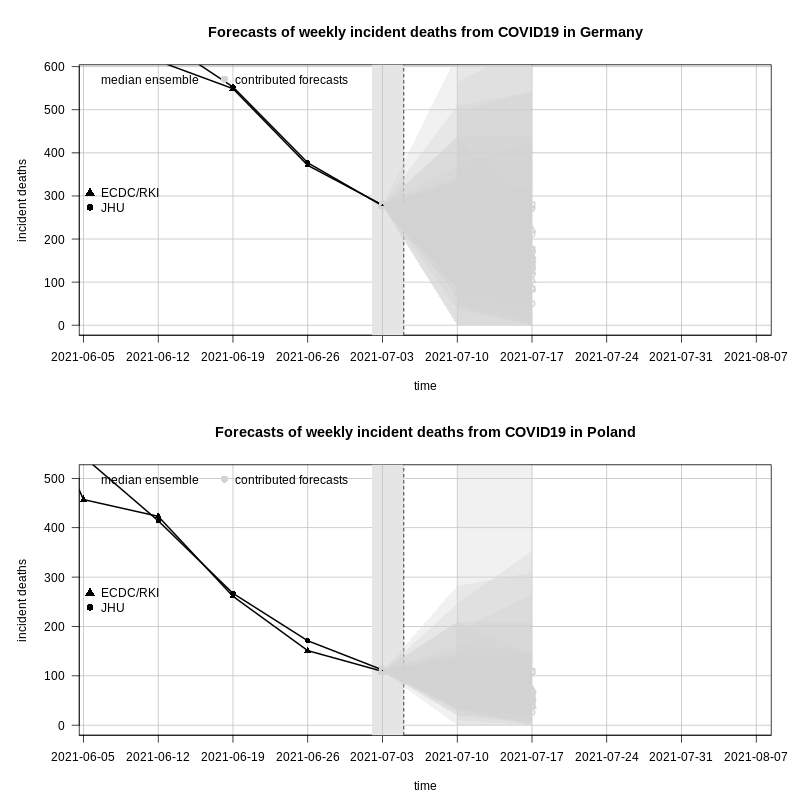 Forecasts of weekly incident deaths from COVID19 in Germany
600
median ensemble contributed forecasts
500
400
incident deaths
300
ECDC/RKI
JHU
200
100
0
2021-06-05 2021-06-12 2021-06-19 2021-06-26 2021-07-03 2021-07-10 2021-07-17 2021-07-24 2021-07-31 2021-08-07
time
Forecasts of weekly incident deaths from COVID19 in Poland
500
median ensemble contributed forecasts
400
300
incident deaths
ECDC/RKI
JHU
200
100
0
2021-06-05 2021-06-12 2021-06-19 2021-06-26 2021-07-03 2021-07-10 2021-07-17 2021-07-24 2021-07-31 2021-08-07
time